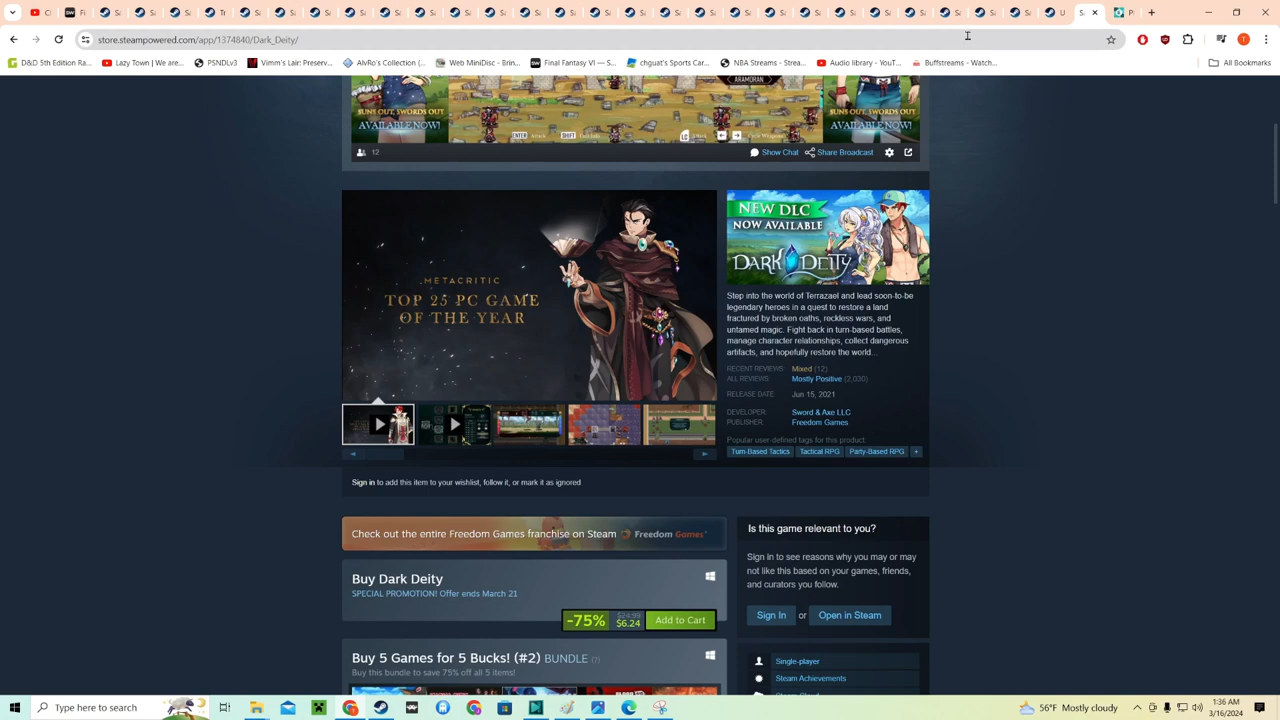 store.steampowered.com/app/1374840/Dark_Deity/
D&D 5th Edition Ra...
Lazy Town | We are...
PSNDLv3
Vimm's Lair: Preserv...
AlvRo's Collection (...
Web MiniDisc - Brin...
Final Fantasy VI — S...
chguat's Sports Car...
NBA Streams - Strea...
Audio library - YouT...
Buffstreams - Watch...
All Bookmarks
ARAMORAN
SUNS OUT, SWORDS OUT
AVAILABLE NOW!
SUNS OUT, SWORDS OUT
AVAILABLE NOW!
ENTER
SHIFT
12
Show Chat
Share Broadcast
METACRITIC
TOP 25 PC GAME
OF THE YEAR
NEW DLC
NOW AVAILABLE
DARK DEITY
Step into the world of Terrazael and lead soon-to-be
legendary heroes in a quest to restore a land
fractured by broken oaths, reckless wars, and
untamed magic. Fight back in turn-based battles,
manage character relationships, collect dangerous
artifacts, and hopefully restore the world...
RECENT REVIEWS: Mixed (12)
ALL REVIEWS: Mostly Positive (2,030)
RELEASE DATE: Jun 15, 2021
DEVELOPER: Sword & Axe LLC
PUBLISHER: Freedom Games
Popular user-defined tags for this product:
Turn-Based Tactics Tactical RPG Party-Based RPG +
Sign in to add this item to your wishlist, follow it, or mark it as ignored
Check out the entire Freedom Games franchise on Steam
Freedom Games
Buy Dark Deity
SPECIAL PROMOTION! Offer ends March 21
-75% $24.99 $6.24 Add to Cart
Buy 5 Games for 5 Bucks! (#2) BUNDLE (?)
Buy this bundle to save 75% off all 5 items!
Is this game relevant to you?
Sign in to see reasons why you may or may
not like this based on your games, friends,
and curators you follow.
Sign In or Open in Steam
Single-player
Steam Achievements
Steam Cloud
Type here to search
56°F Mostly cloudy
1:36 AM
3/16/2024